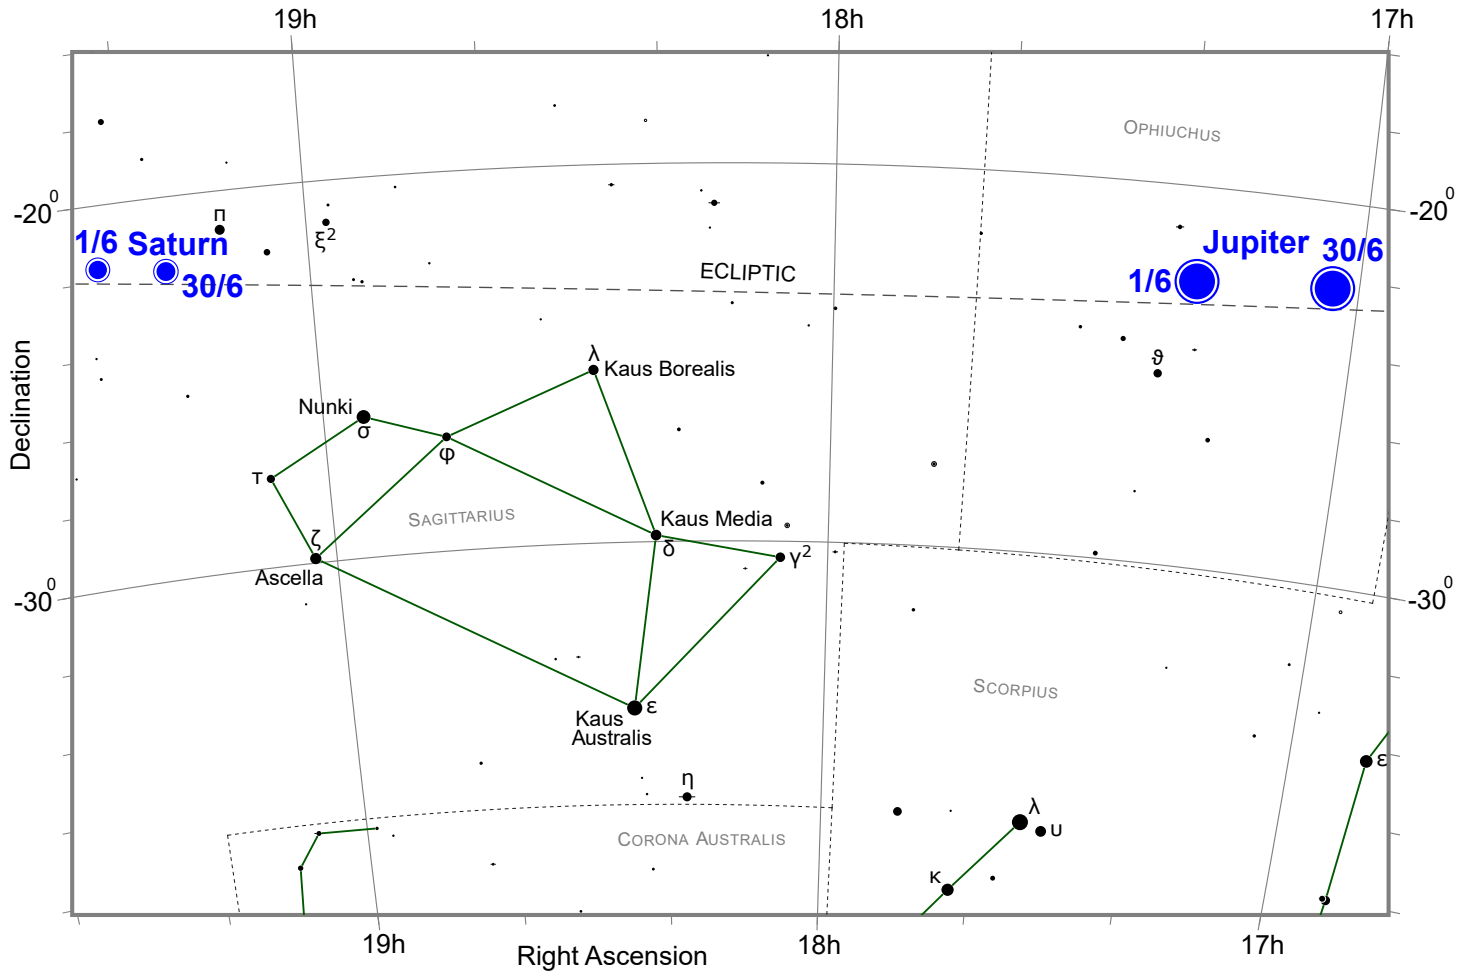 19h 18h 17h
OPHIUCHUS
-20⁰ -20⁰
π
ξ²
1/6 Saturn
30/6
ECLIPTIC
Jupiter 30/6
1/6
ϑ
λ
Kaus Borealis
Nunki
σ
φ
τ
SAGITTARIUS
Kaus Media
δ
γ²
ζ
Ascella
-30⁰ -30⁰
Declination
SCORPIUS
ε
Kaus
Australis
ε
η
λ
υ
CORONA AUSTRALIS
κ
19h 18h 17h
Right Ascension